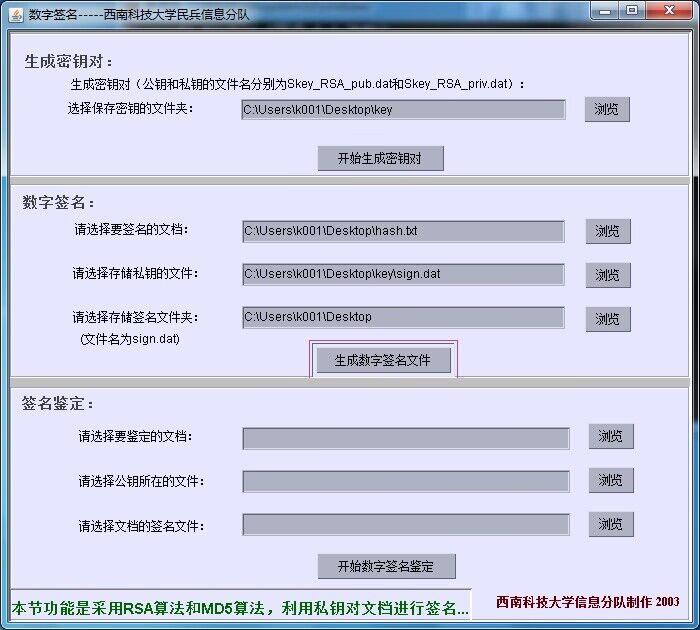 数字签名-----西南科技大学民兵信息分队
生成密钥对：
生成密钥对（公钥和私钥的文件名分别为Skey_RSA_pub.dat和Skey_RSA_priv.dat）：
选择保存密钥的文件夹： C:\Users\k001\Desktop\key 浏览
开始生成密钥对
数字签名：
请选择要签名的文档： C:\Users\k001\Desktop\hash.txt 浏览
请选择存储私钥的文件： C:\Users\k001\Desktop\key\sign.dat 浏览
请选择存储签名文件夹： C:\Users\k001\Desktop 浏览
(文件名为sign.dat)
生成数字签名文件
签名鉴定：
请选择要鉴定的文档： 浏览
请选择公钥所在的文件： 浏览
请选择文档的签名文件： 浏览
开始数字签名鉴定
本节功能是采用RSA算法和MD5算法，利用私钥对文档进行签名... 西南科技大学信息分队制作 2003